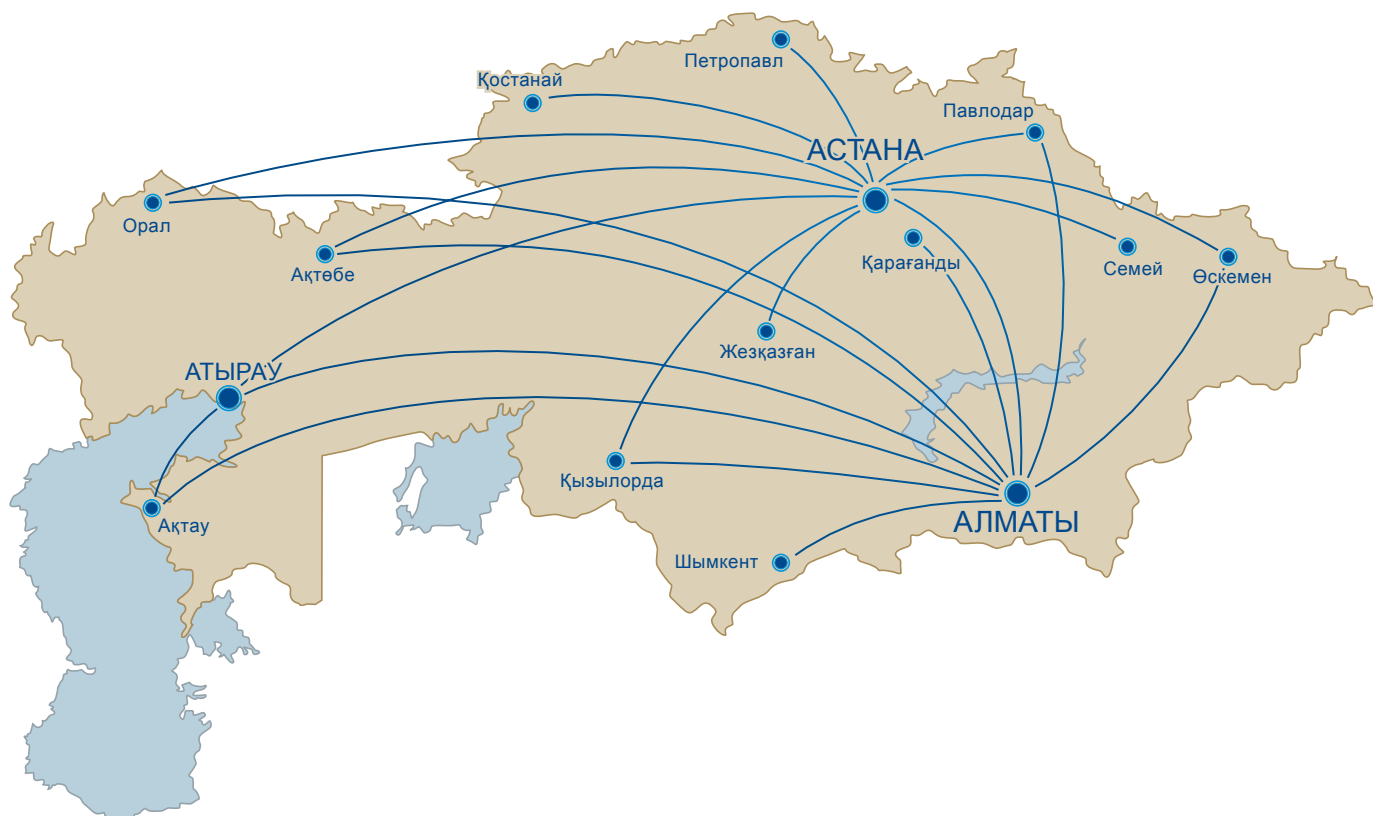 Петропавл
Қостанай
Павлодар
АСТАНА
Орал
Қарағанды
Семей
Ақтөбе
Өскемен
Жезқазған
АТЫРАУ
Қызылорда
Ақтау
АЛМАТЫ
Шымкент